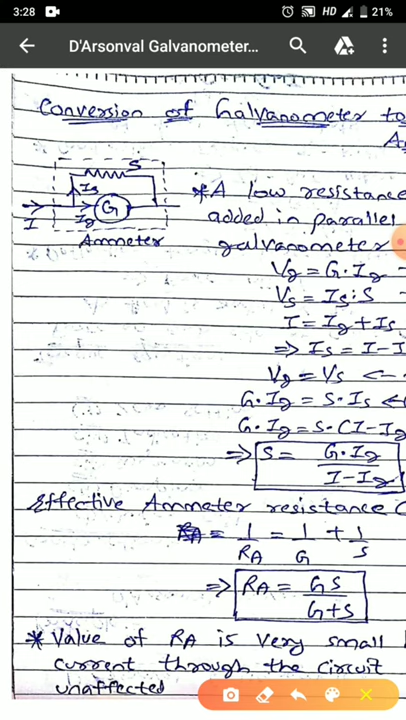 3:28 HD 21%
D'Arsonval Galvanometer...
Conversion of Galvanometer to
A
S
Is
I Ig G
Ammeter
* A low resistance
added in parallel
galvanometer
Vg = G·Ig -
Vs = Is·S -
I = Ig + Is
=> Is = I - I
Vg = Vs <-
G·Ig = S·Is <-
G·Ig = S·(I-Ig
=> S = G·Ig / I-Ig
Effective Ammeter resistance (
RA = 1/RA = 1/G + 1/S
=> RA = GS / G+S
* Value of RA is very small
current through the circuit
unaffected